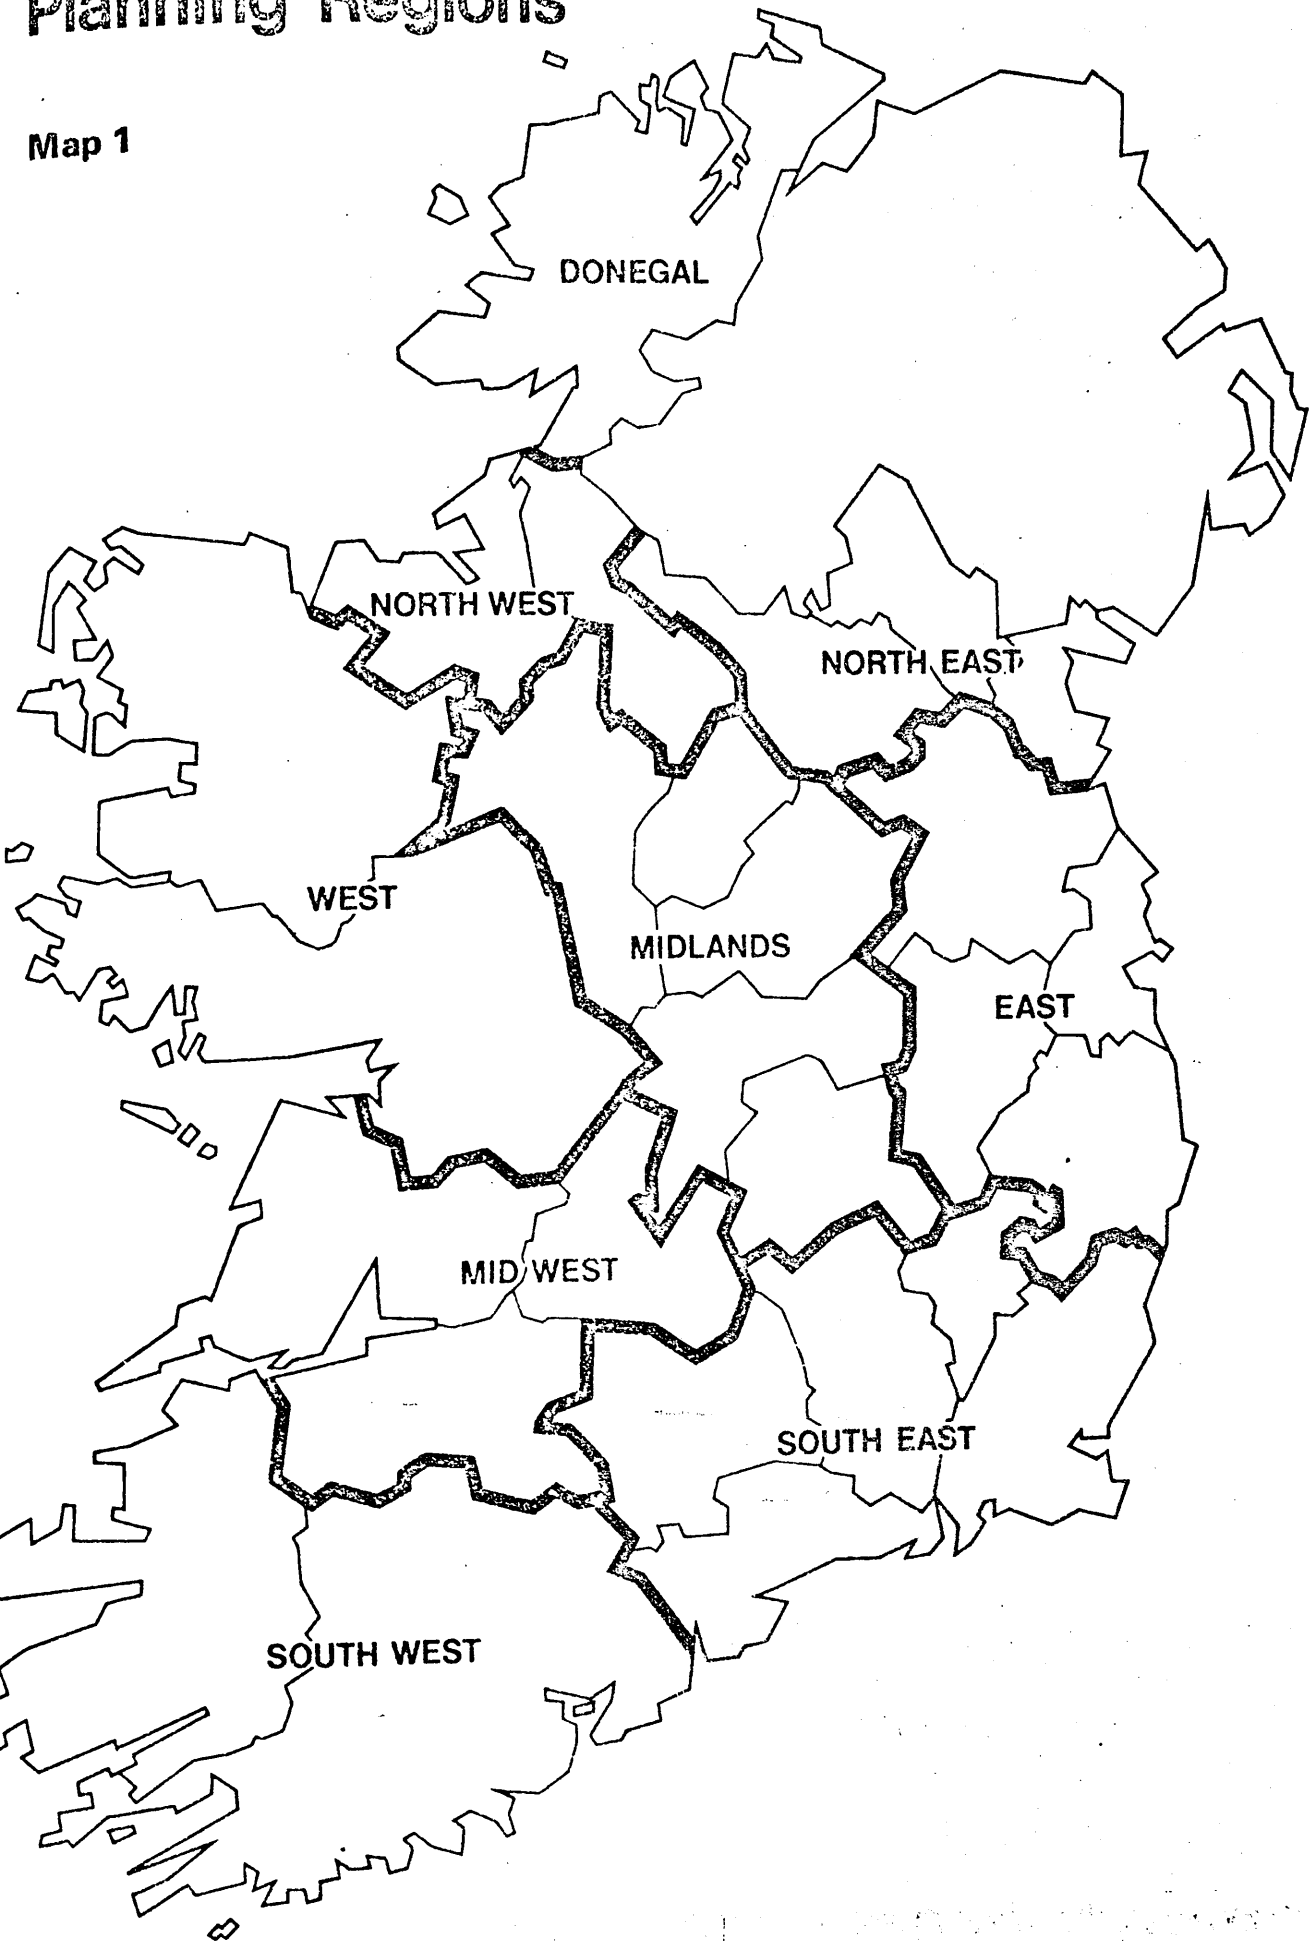 Planning Regions
Map 1
DONEGAL
NORTH WEST
NORTH EAST
WEST
MIDLANDS
EAST
MID WEST
SOUTH EAST
SOUTH WEST